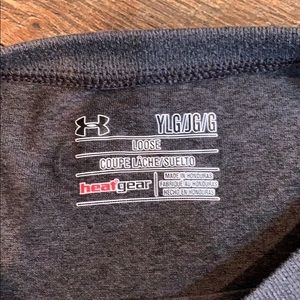 YLG/JG/G
LOOSE
COUPE LÂCHE/SUELTO
heatgear
MADE IN HONDURAS
FABRIQUÉ AU HONDURAS
HECHO EN HONDURAS